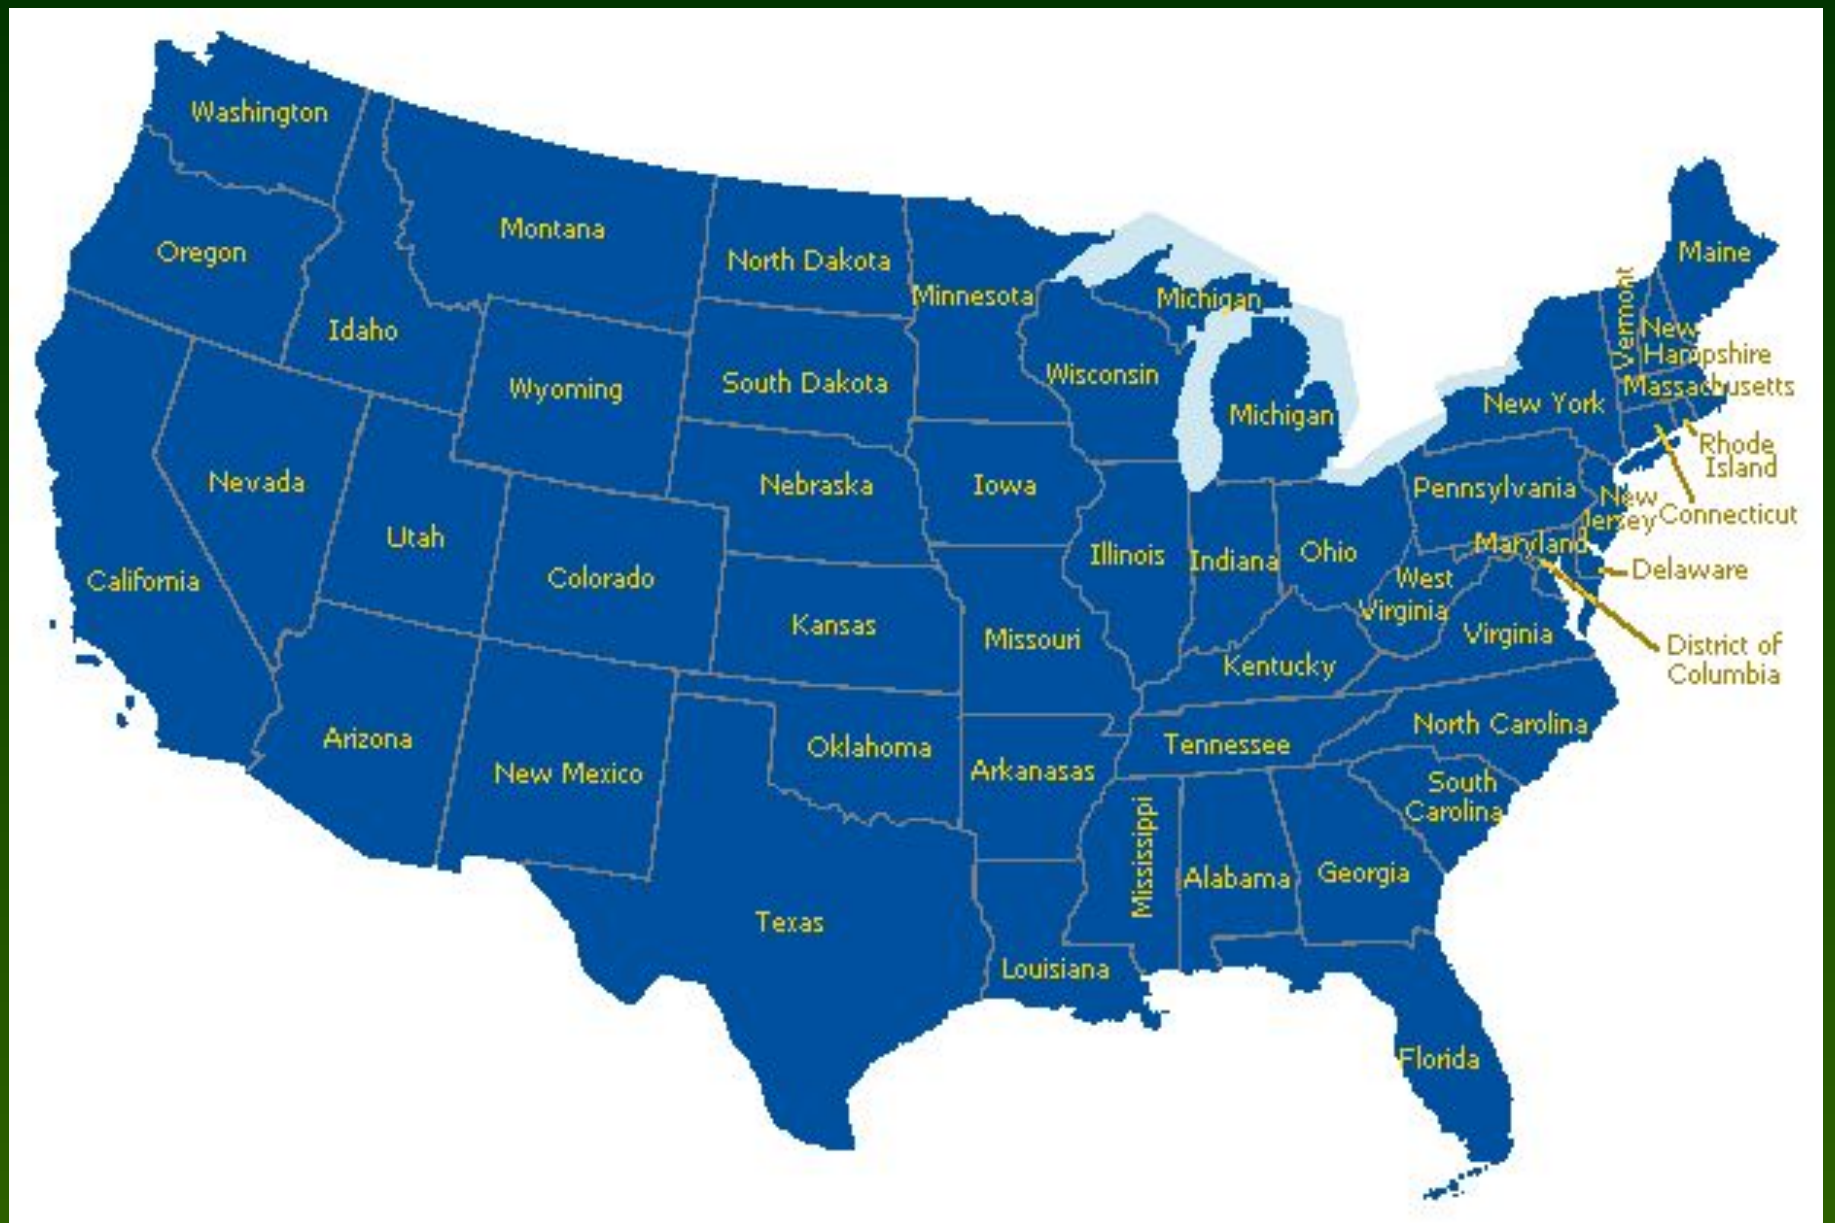 Washington
Oregon
Idaho
Montana
North Dakota
Minnesota
Michigan
Maine
Vermont
New
Hampshire
Massachusetts
Wyoming
South Dakota
Wisconsin
Michigan
New York
Rhode
Island
Nevada
Utah
Nebraska
Iowa
Pennsylvania
New
Jersey
Connecticut
California
Colorado
Kansas
Missouri
Illinois
Indiana
Ohio
West
Virginia
Maryland
Delaware
Virginia
District of
Columbia
Kentucky
Arizona
New Mexico
Oklahoma
Arkanasas
Tennessee
North Carolina
South
Carolina
Texas
Louisiana
Mississippi
Alabama
Georgia
Florida